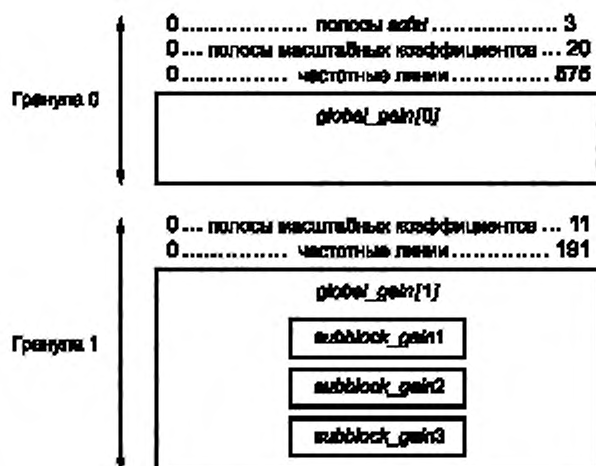 0 ................ полосы scfsi ................ 3
0 ... полосы масштабных коэффициентов ... 20
0 ................ частотные линии ................ 575
Гранула 0
global_gain[0]
0 ... полосы масштабных коэффициентов ... 11
0 ................ частотные линии ................ 191
global_gain[1]
subblock_gain1
Гранула 1
subblock_gain2
subblock_gain3